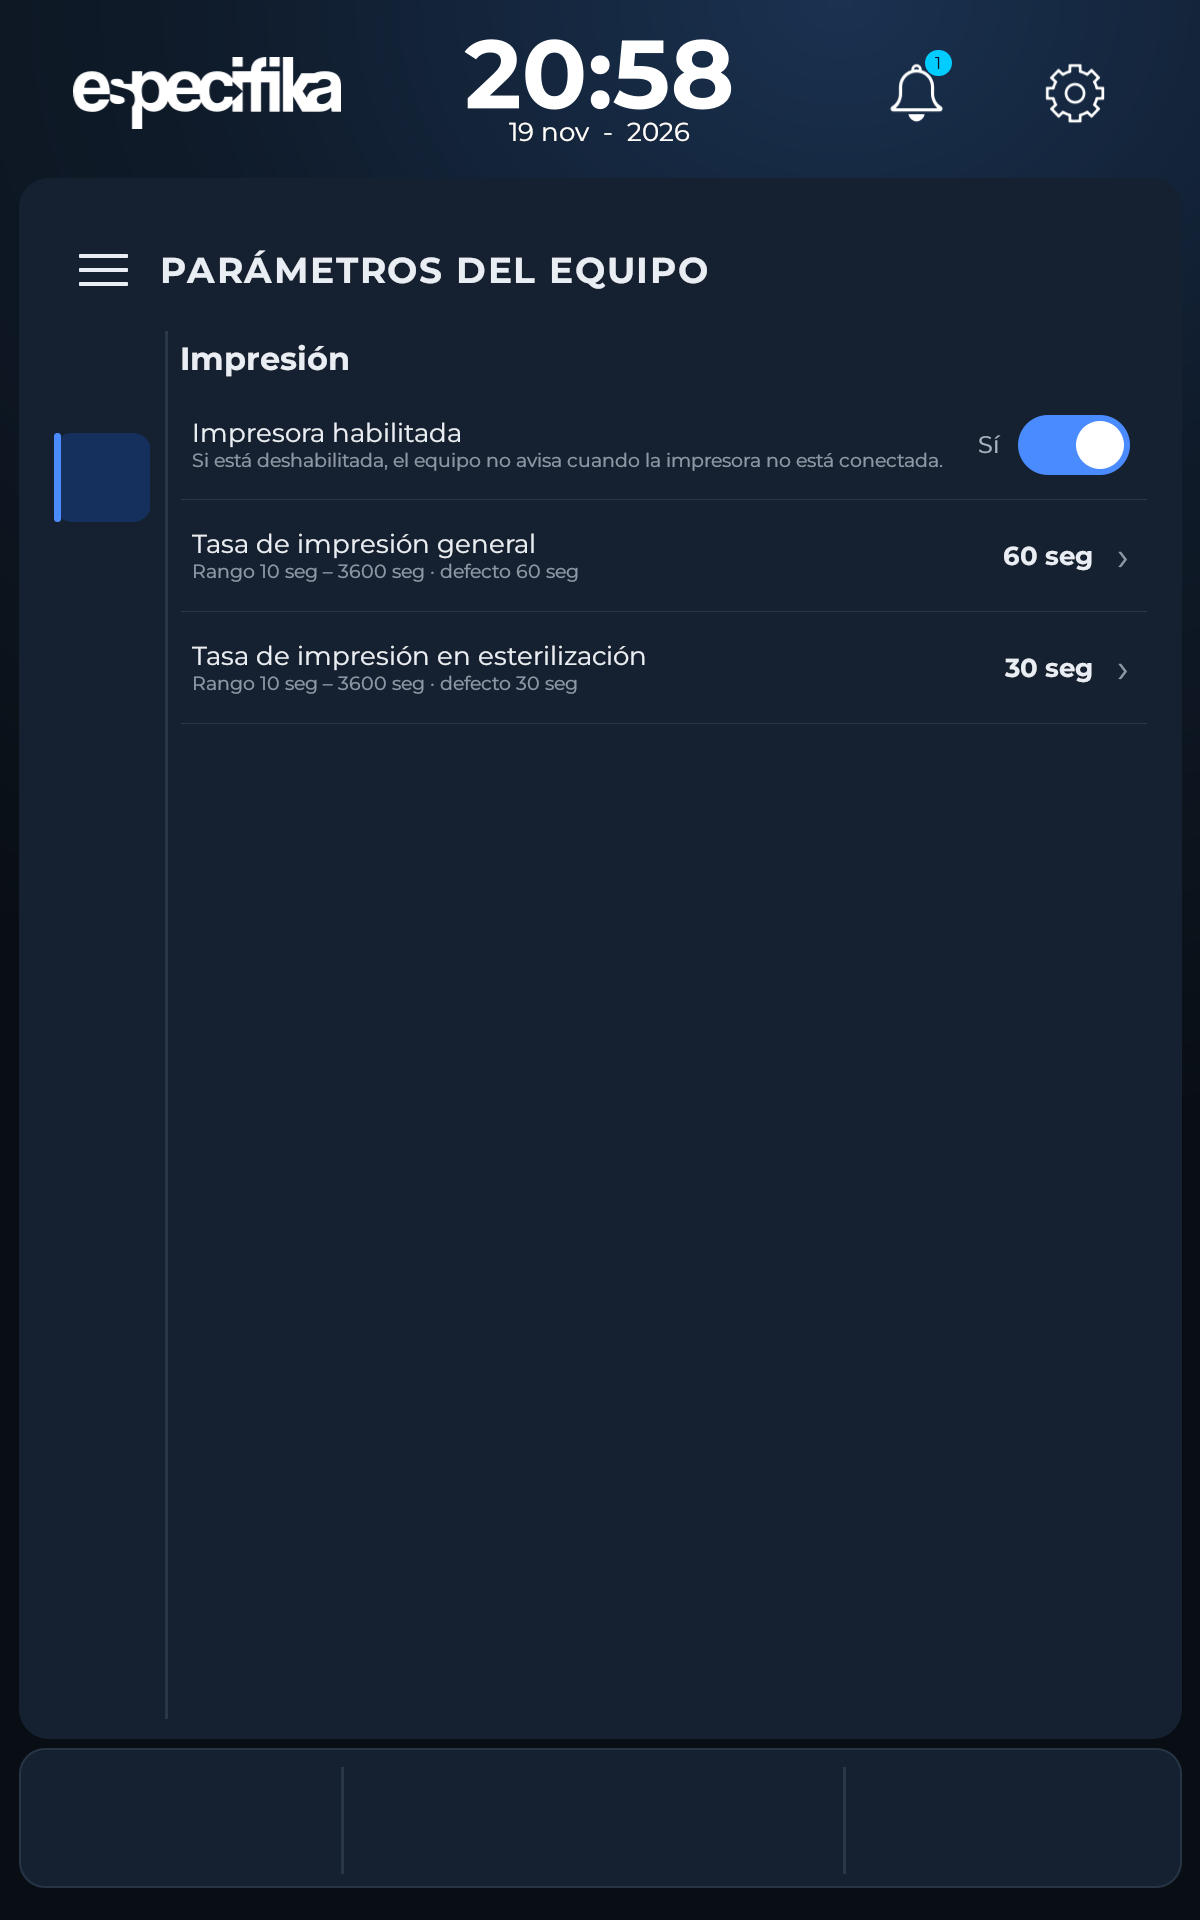 especifika
20:58
19 nov - 2026
1
PARÁMETROS DEL EQUIPO
Impresión
Impresora habilitada
Si está deshabilitada, el equipo no avisa cuando la impresora no está conectada.
Sí
Tasa de impresión general
Rango 10 seg – 3600 seg · defecto 60 seg
60 seg
Tasa de impresión en esterilización
Rango 10 seg – 3600 seg · defecto 30 seg
30 seg